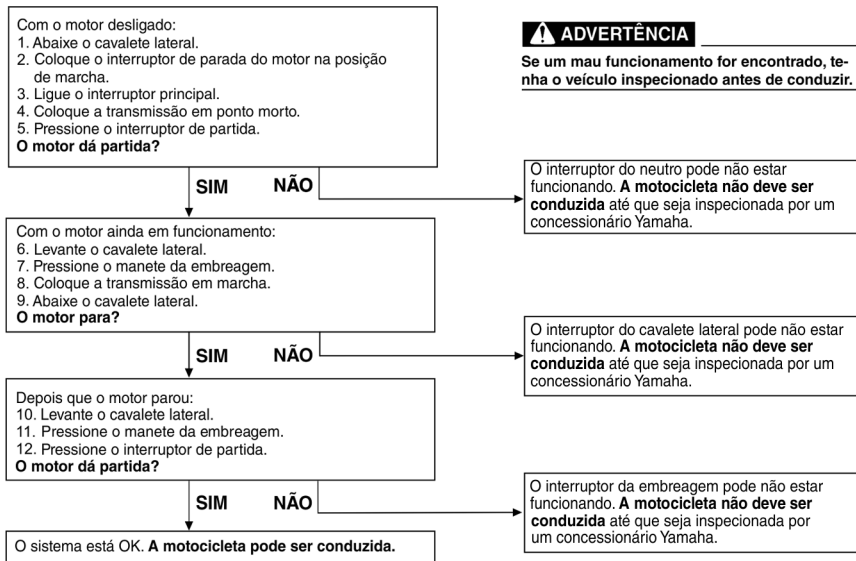 Com o motor desligado:
1. Abaixe o cavalete lateral.
2. Coloque o interruptor de parada do motor na posição
de marcha.
3. Ligue o interruptor principal.
4. Coloque a transmissão em ponto morto.
5. Pressione o interruptor de partida.
O motor dá partida?
ADVERTÊNCIA
Se um mau funcionamento for encontrado, te-
nha o veículo inspecionado antes de conduzir.
SIM NÃO
O interruptor do neutro pode não estar
funcionando. A motocicleta não deve ser
conduzida até que seja inspecionada por um
concessionário Yamaha.
Com o motor ainda em funcionamento:
6. Levante o cavalete lateral.
7. Pressione o manete da embreagem.
8. Coloque a transmissão em marcha.
9. Abaixe o cavalete lateral.
O motor para?
SIM NÃO
O interruptor do cavalete lateral pode não estar
funcionando. A motocicleta não deve ser
conduzida até que seja inspecionada por um
concessionário Yamaha.
Depois que o motor parou:
10. Levante o cavalete lateral.
11. Pressione o manete da embreagem.
12. Pressione o interruptor de partida.
O motor dá partida?
SIM NÃO
O interruptor da embreagem pode não estar
funcionando. A motocicleta não deve ser
conduzida até que seja inspecionada por
um concessionário Yamaha.
O sistema está OK. A motocicleta pode ser conduzida.